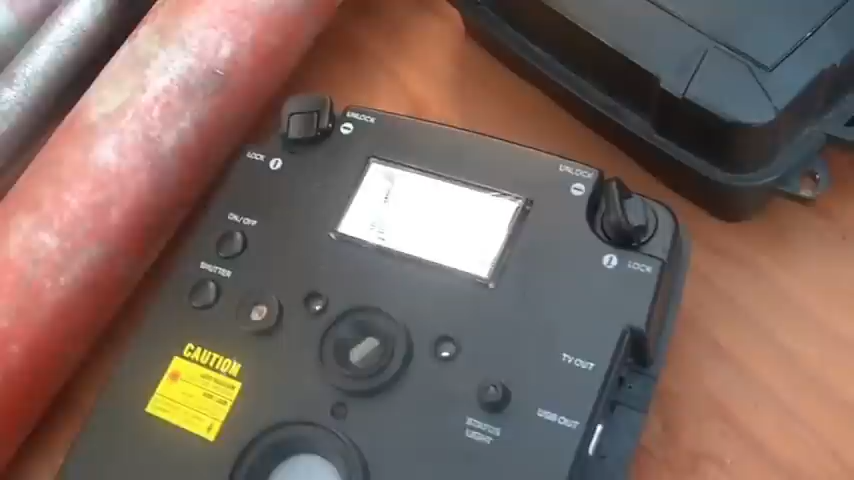 UNLOCK
LOCK
UNLOCK
LOCK
ON/OFF
SHUTTER
CAUTION
TV OUT
USB OUT
STATUS
LIGHT